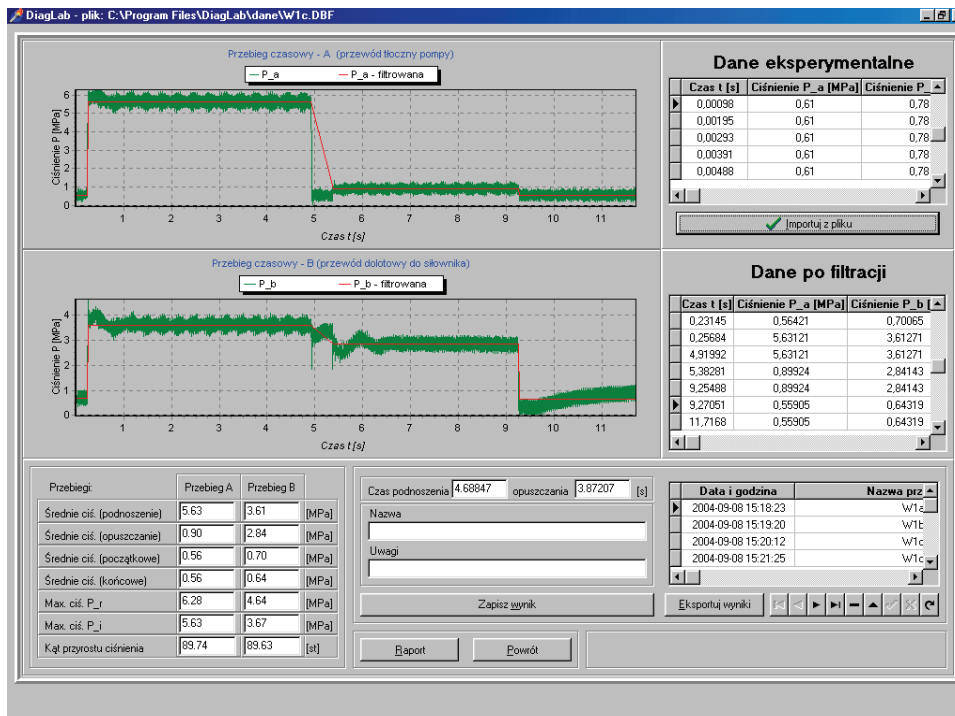 DiagLab - plik: C:\Program Files\DiagLab\dane\W1c.DBF
Przebieg czasowy - A (przewód tłoczny pompy)
P_a P_a - filtrowana
Ciśnienie P [MPa]
6
5
4
3
2
1
0
1 2 3 4 5 6 7 8 9 10 11
Czas t [s]
Dane eksperymentalne
Czas t [s] Ciśnienie P_a [MPa] Ciśnienie P_
0,00098 0,61 0,78
0,00195 0,61 0,78
0,00293 0,61 0,78
0,00391 0,61 0,78
0,00488 0,61 0,78
Importuj z pliku
Przebieg czasowy - B (przewód dolotowy do siłownika)
P_b P_b - filtrowana
Ciśnienie P [MPa]
4
3
2
1
0
1 2 3 4 5 6 7 8 9 10 11
Czas t [s]
Dane po filtracji
Czas t [s] Ciśnienie P_a [MPa] Ciśnienie P_b [
0,23145 0,56421 0,70065
0,25684 5,63121 3,61271
4,91992 5,63121 3,61271
5,38281 0,89924 2,84143
9,25488 0,89924 2,84143
9,27051 0,55905 0,64319
11,7168 0,55905 0,64319
Przebiegi: Przebieg A Przebieg B
Średnie ciś. (podnoszenie) 5.63 3.61 [MPa]
Średnie ciś. (opuszczanie) 0.90 2.84 [MPa]
Średnie ciś. (początkowe) 0.56 0.70 [MPa]
Średnie ciś. (końcowe) 0.56 0.64 [MPa]
Max. ciś. P_r 6.28 4.64 [MPa]
Max. ciś. P_i 5.63 3.67 [MPa]
Kąt przyrostu ciśnienia 89.74 89.63 [st]
Czas podnoszenia 4.68847 opuszczania 3.87207 [s]
Nazwa
Uwagi
Zapisz wynik
Raport Powrót
Data i godzina Nazwa prz
2004-09-08 15:18:23 W1a
2004-09-08 15:19:20 W1b
2004-09-08 15:20:12 W1c
2004-09-08 15:21:25 W1c
Eksportuj wyniki